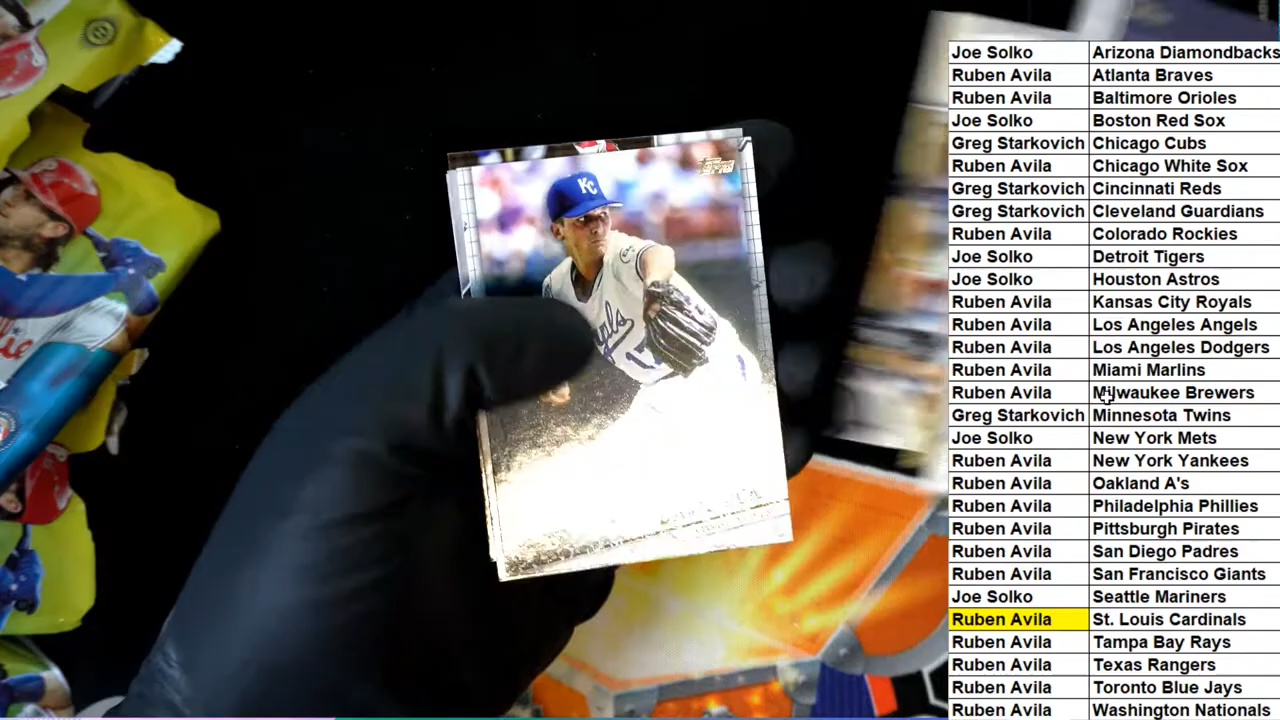 KC
Topps
Royals
Joe Solko Arizona Diamondbacks
Ruben Avila Atlanta Braves
Ruben Avila Baltimore Orioles
Joe Solko Boston Red Sox
Greg Starkovich Chicago Cubs
Ruben Avila Chicago White Sox
Greg Starkovich Cincinnati Reds
Greg Starkovich Cleveland Guardians
Ruben Avila Colorado Rockies
Joe Solko Detroit Tigers
Joe Solko Houston Astros
Ruben Avila Kansas City Royals
Ruben Avila Los Angeles Angels
Ruben Avila Los Angeles Dodgers
Ruben Avila Miami Marlins
Ruben Avila Milwaukee Brewers
Greg Starkovich Minnesota Twins
Joe Solko New York Mets
Ruben Avila New York Yankees
Ruben Avila Oakland A's
Ruben Avila Philadelphia Phillies
Ruben Avila Pittsburgh Pirates
Ruben Avila San Diego Padres
Ruben Avila San Francisco Giants
Joe Solko Seattle Mariners
Ruben Avila St. Louis Cardinals
Ruben Avila Tampa Bay Rays
Ruben Avila Texas Rangers
Ruben Avila Toronto Blue Jays
Ruben Avila Washington Nationals